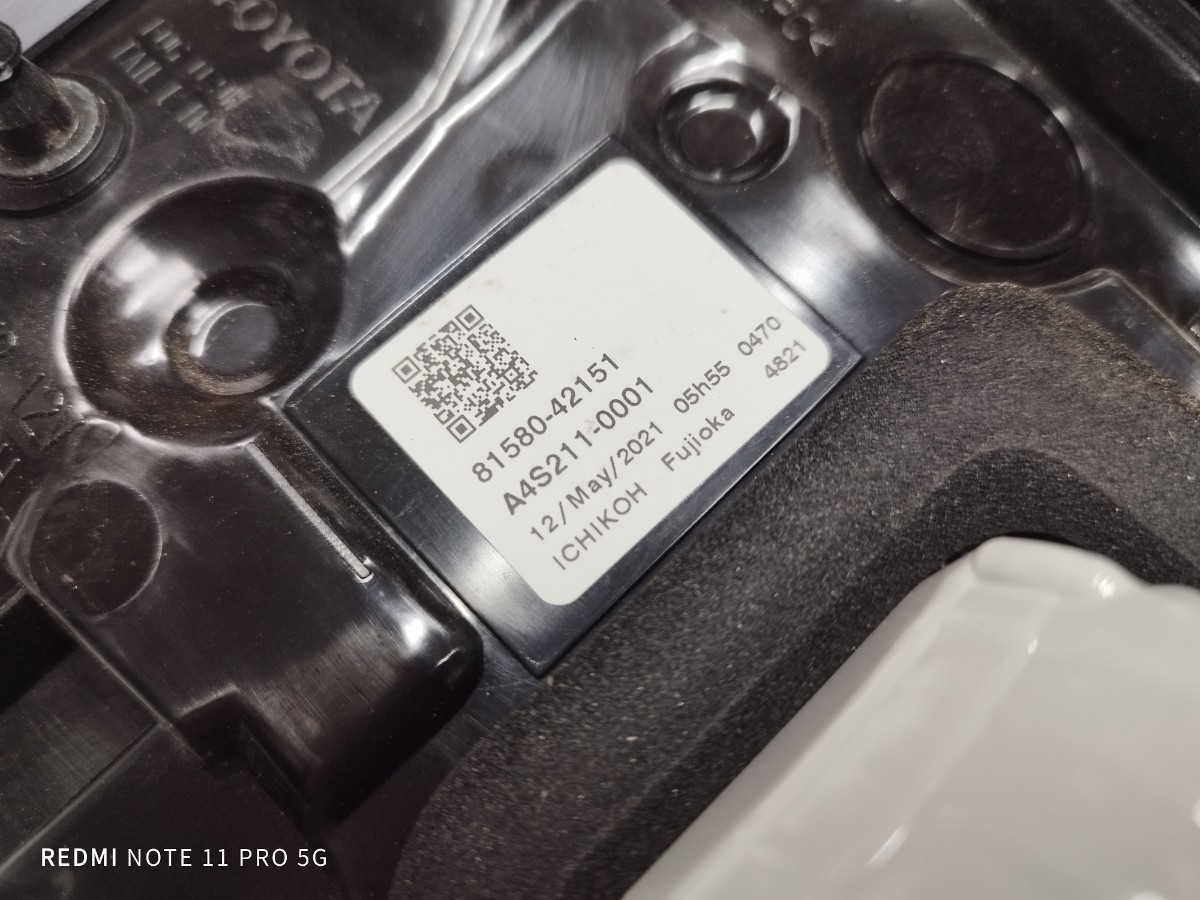 TOYOTA
81580-42151
A4S211-0001
12/May/2021 05h55 0470
ICHIKOH Fujioka 4821
REDMI NOTE 11 PRO 5G